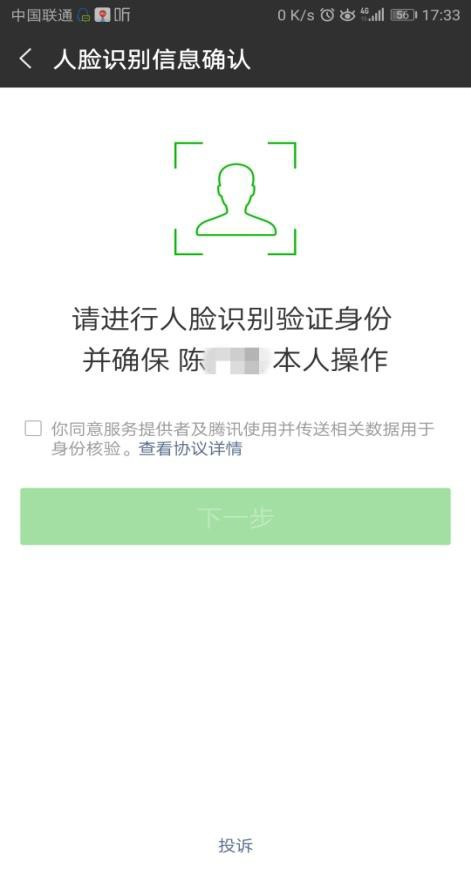 中国联通 听 0 K/s 4G 56 17:33
人脸识别信息确认
请进行人脸识别验证身份
并确保 陈 本人操作
你同意服务提供者及腾讯使用并传送相关数据用于
身份核验。查看协议详情
下一步
投诉